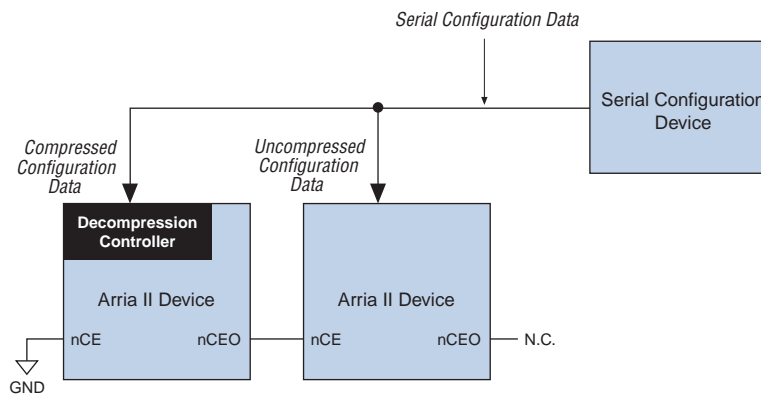 Serial Configuration Data
Serial Configuration
Device
Compressed
Configuration
Data
Uncompressed
Configuration
Data
Decompression
Controller
Arria II Device
Arria II Device
nCE
nCEO
nCE
nCEO
N.C.
GND